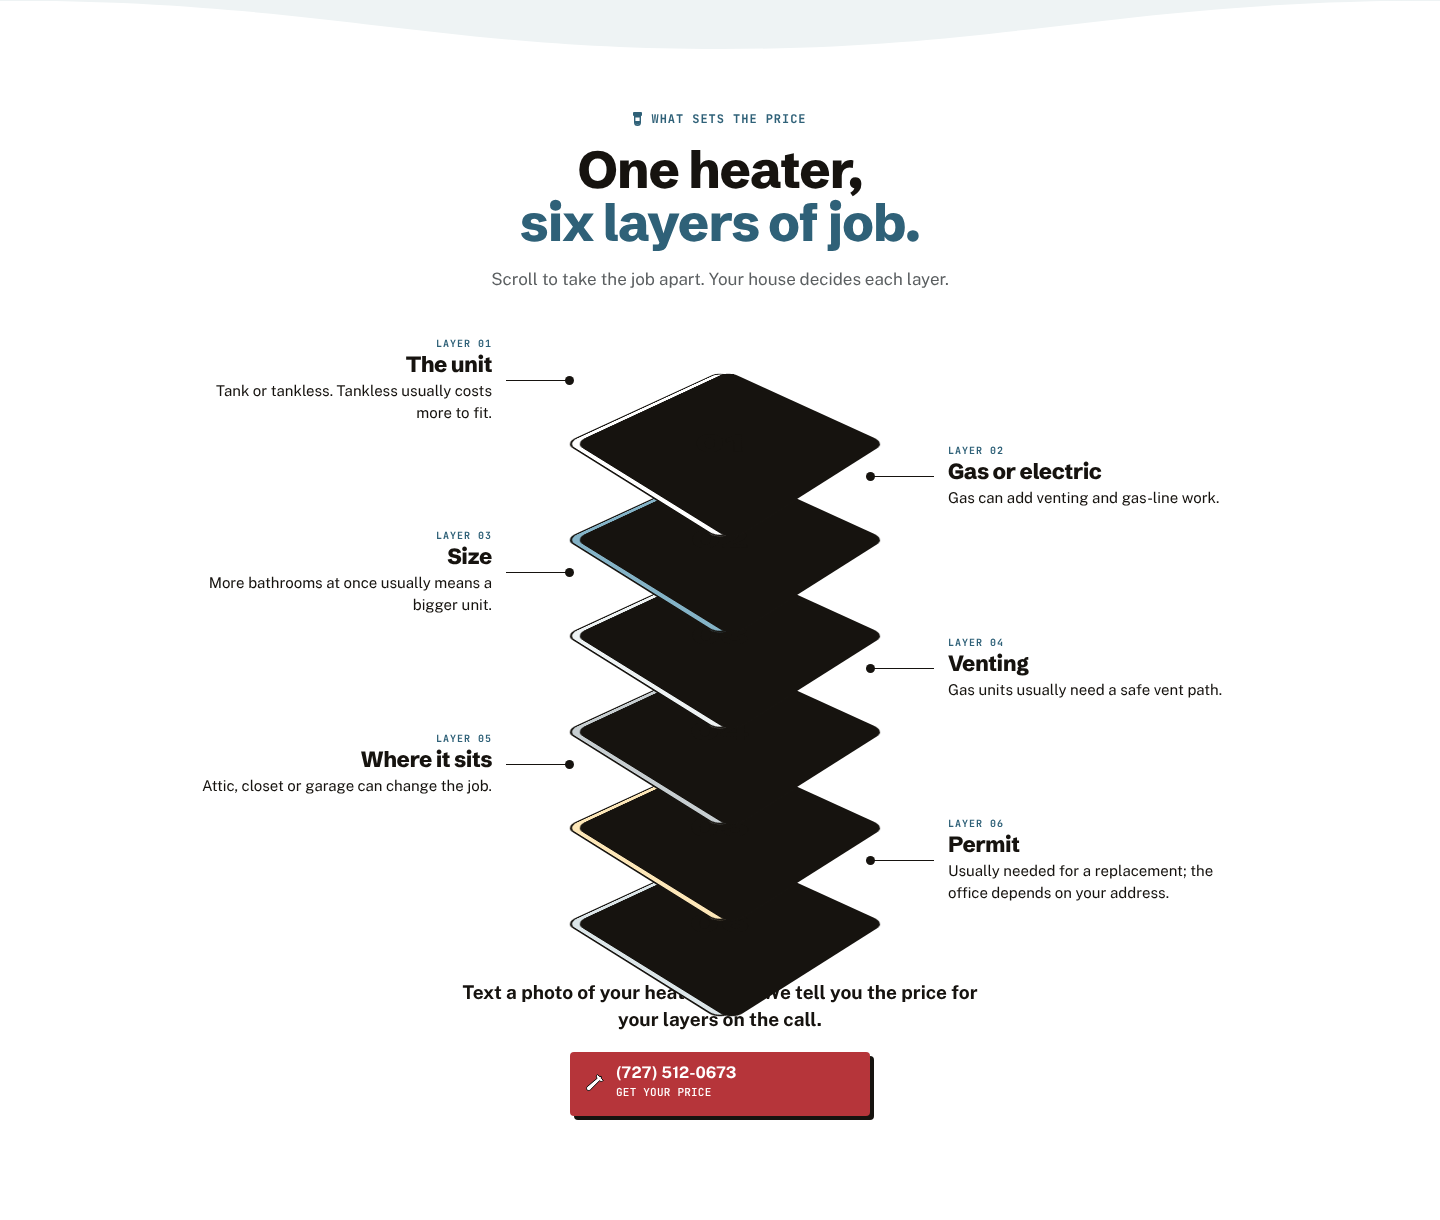 WHAT SETS THE PRICE
One heater,
six layers of job.
Scroll to take the job apart. Your house decides each layer.
LAYER 01
The unit
Tank or tankless. Tankless usually costs
more to fit.
LAYER 02
Gas or electric
Gas can add venting and gas-line work.
LAYER 03
Size
More bathrooms at once usually means a
bigger unit.
LAYER 04
Venting
Gas units usually need a safe vent path.
LAYER 05
Where it sits
Attic, closet or garage can change the job.
LAYER 06
Permit
Usually needed for a replacement; the
office depends on your address.
Text a photo of your tell you the price for
your layers on the call.
(727) 512-0673
GET YOUR PRICE